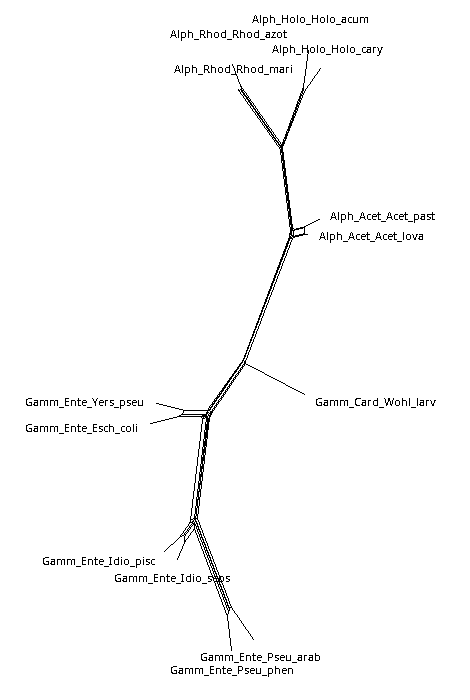 Alph_Holo_Holo_acum
Alph_Rhod_Rhod_azot
Alph_Holo_Holo_cary
Alph_Rhod_Rhod_mari
Alph_Acet_Acet_past
Alph_Acet_Acet_lova
Gamm_Ente_Yers_pseu
Gamm_Card_Wohl_larv
Gamm_Ente_Esch_coli
Gamm_Ente_Idio_pisc
Gamm_Ente_Pseu_arab
Gamm_Ente_Pseu_phen